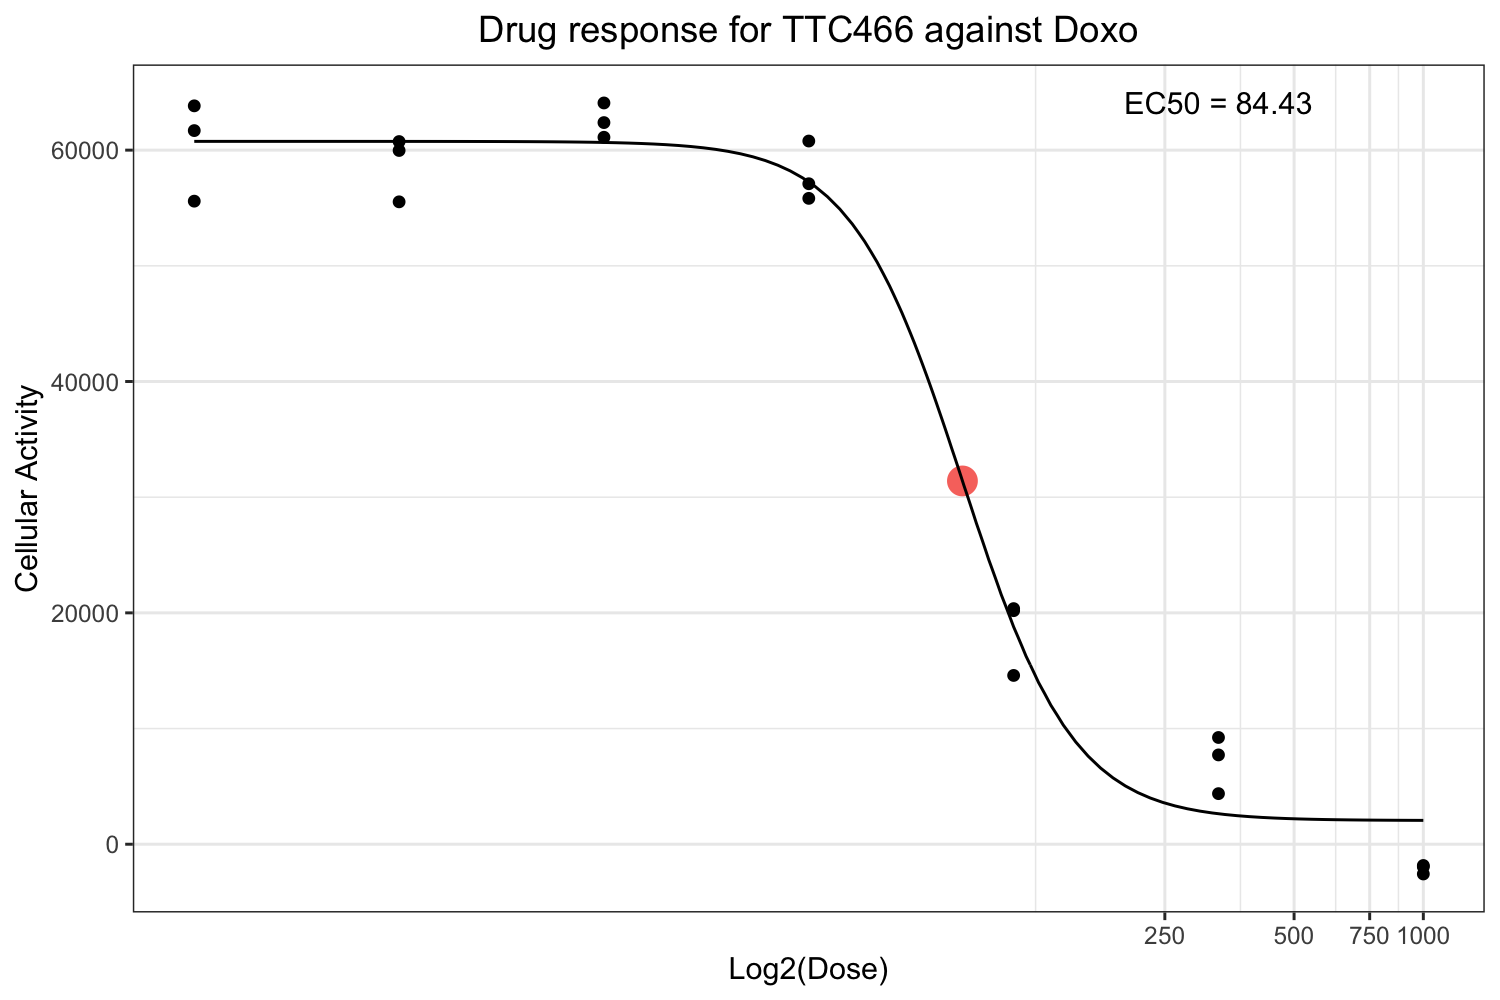 Drug response for TTC466 against Doxo
EC50 = 84.43
60000
40000
20000
0
Cellular Activity
250 500 750 1000
Log2(Dose)